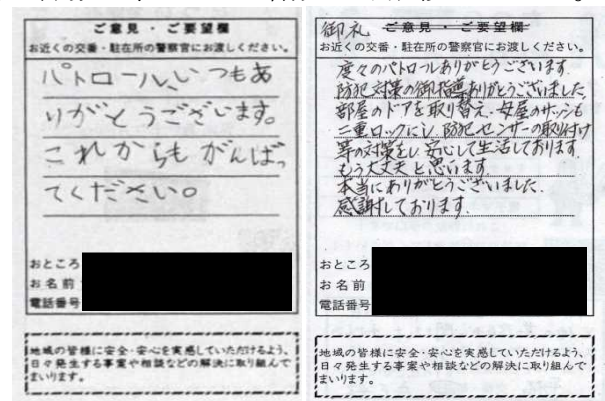 ご意見・ご要望欄
お近くの交番・駐在所の警察官にお渡しください。
パトロール、いつもあ
りがとうございます。
これからもがんばっ
てください。
おところ
お名前
電話番号
地域の皆様に安全・安心を実感していただけるよう、
日々発生する事案や相談などの解決に取り組んで
まいります。
御礼 ご意見・ご要望欄
お近くの交番・駐在所の警察官にお渡しください。
度々のパトロールありがとうございます
防犯対策の御指導ありがとうございました
部屋のドアを取り替え、母屋のサッシも
二重ロックにし、防犯センサーの取り付け
等の対策をし、安心して生活しております
もう大丈夫と思います
本当にありがとうございました。
感謝しております。
おところ
お名前
電話番号
地域の皆様に安全・安心を実感していただけるよう、
日々発生する事案や相談などの解決に取り組んで
まいります。